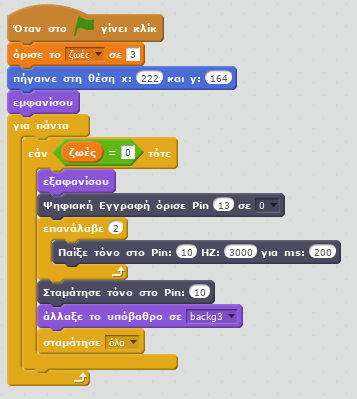 Όταν στο γίνει κλίκ
όρισε το ζωές σε 3
πήγαινε στη θέση x: 222 και y: 164
εμφανίσου
για πάντα
εάν ζωές = 0 τότε
εξαφανίσου
Ψηφιακή Εγγραφή όρισε Pin 13 σε 0
επανάλαβε 2
Παίξε τόνο στο Pin: 10 HZ: 3000 για ms: 200
Σταμάτησε τόνο στο Pin: 10
άλλαξε το υπόβαθρο σε backg3
σταμάτησε όλα